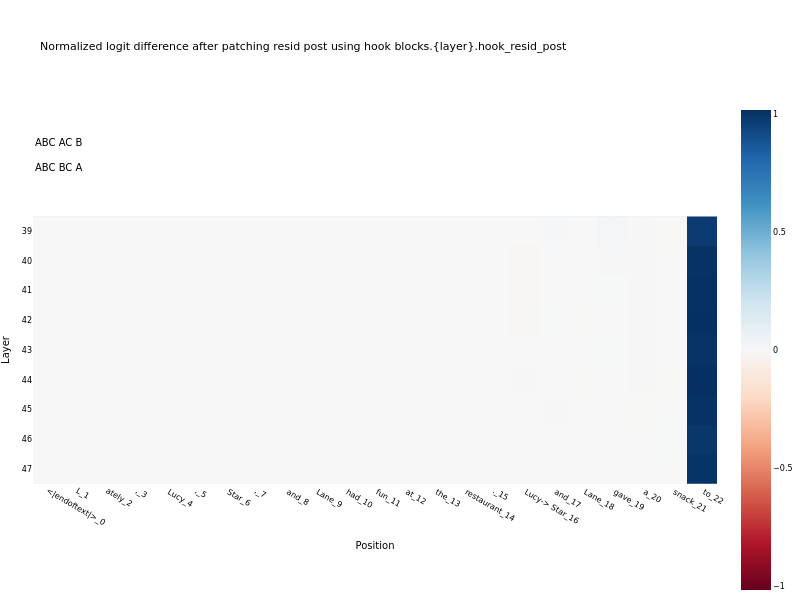 Normalized logit difference after patching resid post using hook blocks.{layer}.hook_resid_post
ABC AC B
ABC BC A
1
0.5
0
−0.5
−1
Layer
39
40
41
42
43
44
45
46
47
<|endoftext|>_0
L_1
ately_2
,_3
Lucy_4
,_5
Star_6
,_7
and_8
Lane_9
had_10
fun_11
at_12
the_13
restaurant_14
._15
Lucy-> Star_16
and_17
Lane_18
gave_19
a_20
snack_21
to_22
Position